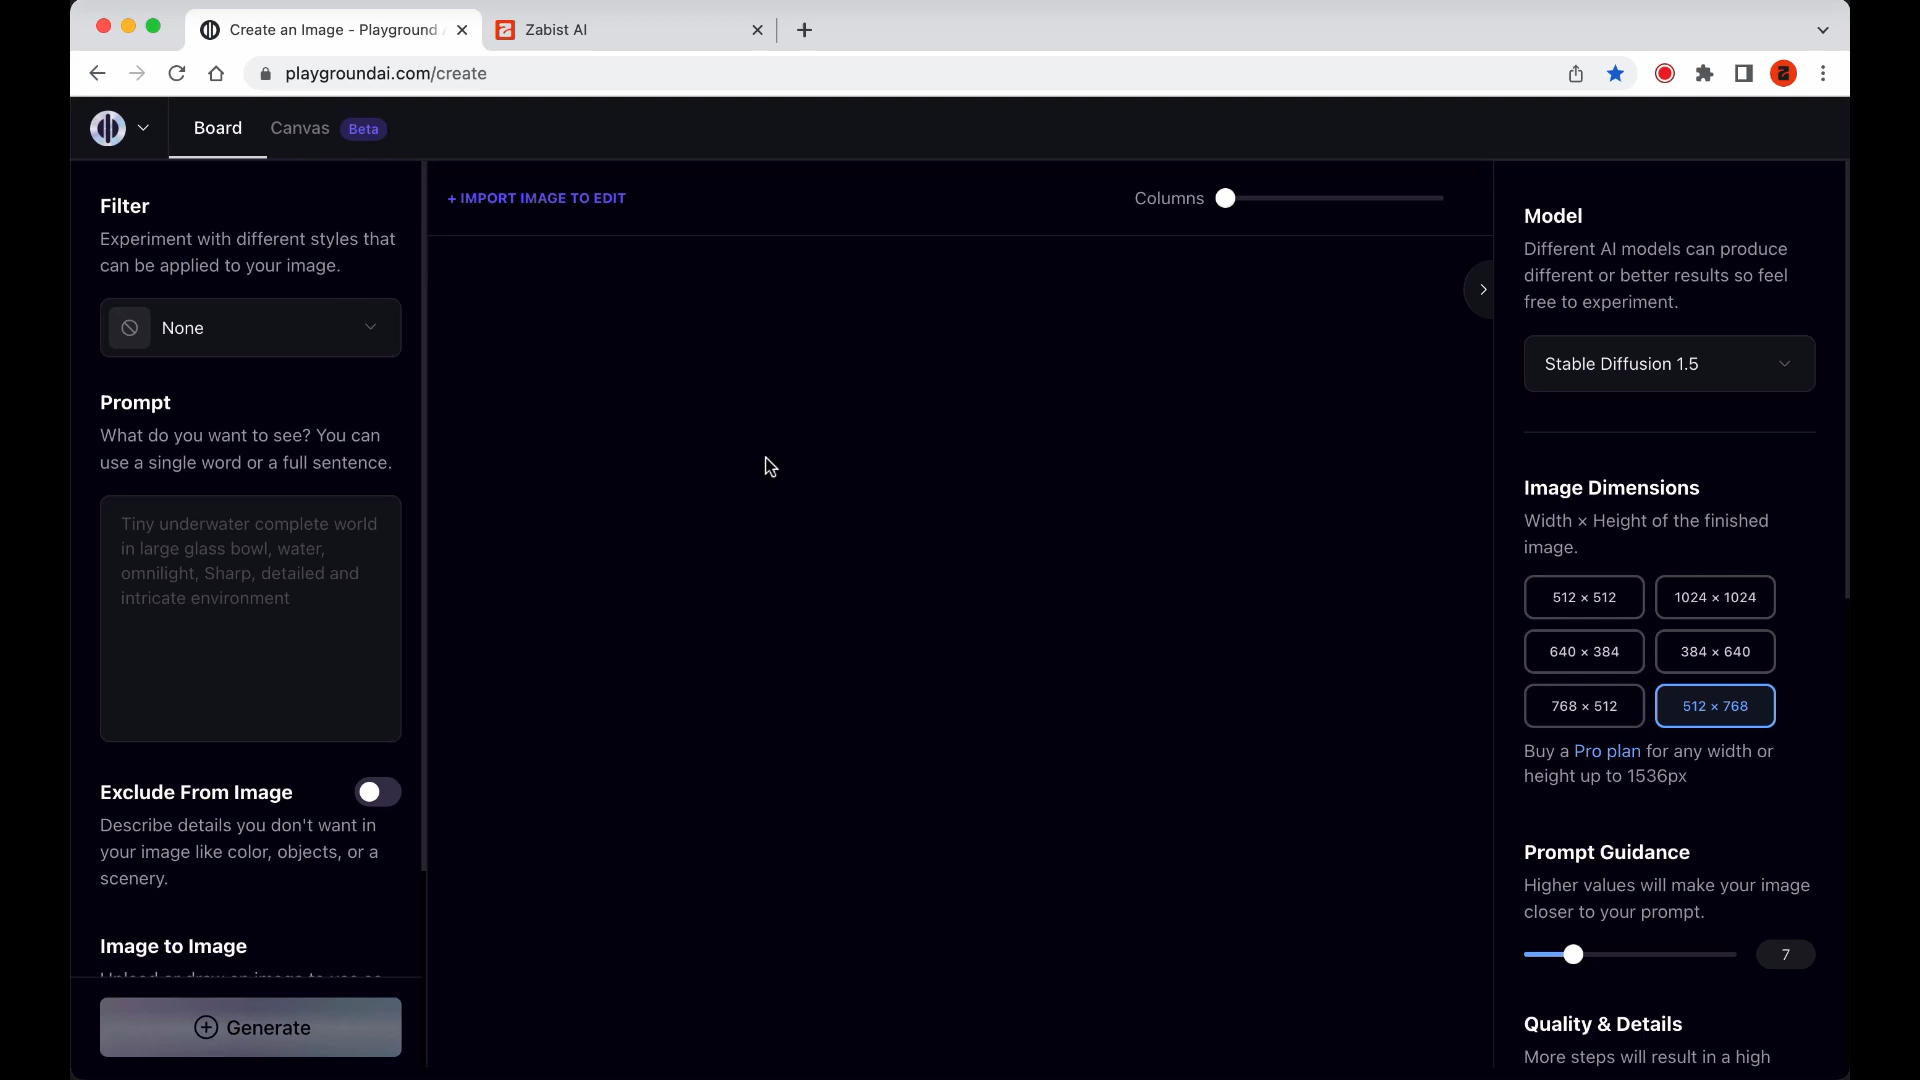 Create an Image - Playground A
Zabist AI
playgroundai.com/create
Board
Canvas
Beta
Filter
Experiment with different styles that
can be applied to your image.
None
Prompt
What do you want to see? You can
use a single word or a full sentence.
Tiny underwater complete world
in large glass bowl, water,
omnilight, Sharp, detailed and
intricate environment
Exclude From Image
Describe details you don't want in
your image like color, objects, or a
scenery.
Image to Image
Generate
+ IMPORT IMAGE TO EDIT
Columns
Model
Different AI models can produce
different or better results so feel
free to experiment.
Stable Diffusion 1.5
Image Dimensions
Width × Height of the finished
image.
512 × 512
1024 × 1024
640 × 384
384 × 640
768 × 512
512 × 768
Buy a Pro plan for any width or
height up to 1536px
Prompt Guidance
Higher values will make your image
closer to your prompt.
7
Quality & Details
More steps will result in a high